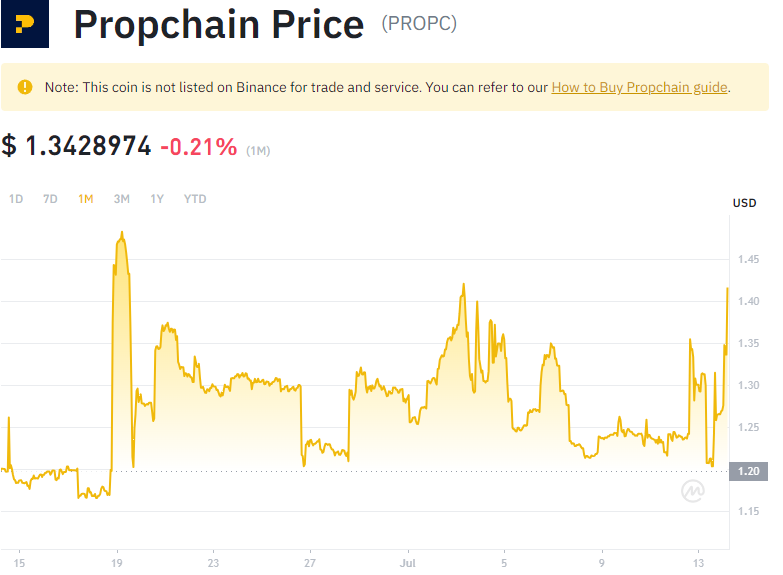 Propchain Price (PROPC)
Note: This coin is not listed on Binance for trade and service. You can refer to our How to Buy Propchain guide.
$ 1.3428974 -0.21% (1M)
1D 7D 1M 3M 1Y YTD
USD
1.45
1.40
1.35
1.30
1.25
1.20
1.15
15 19 23 27 Jul 5 9 13